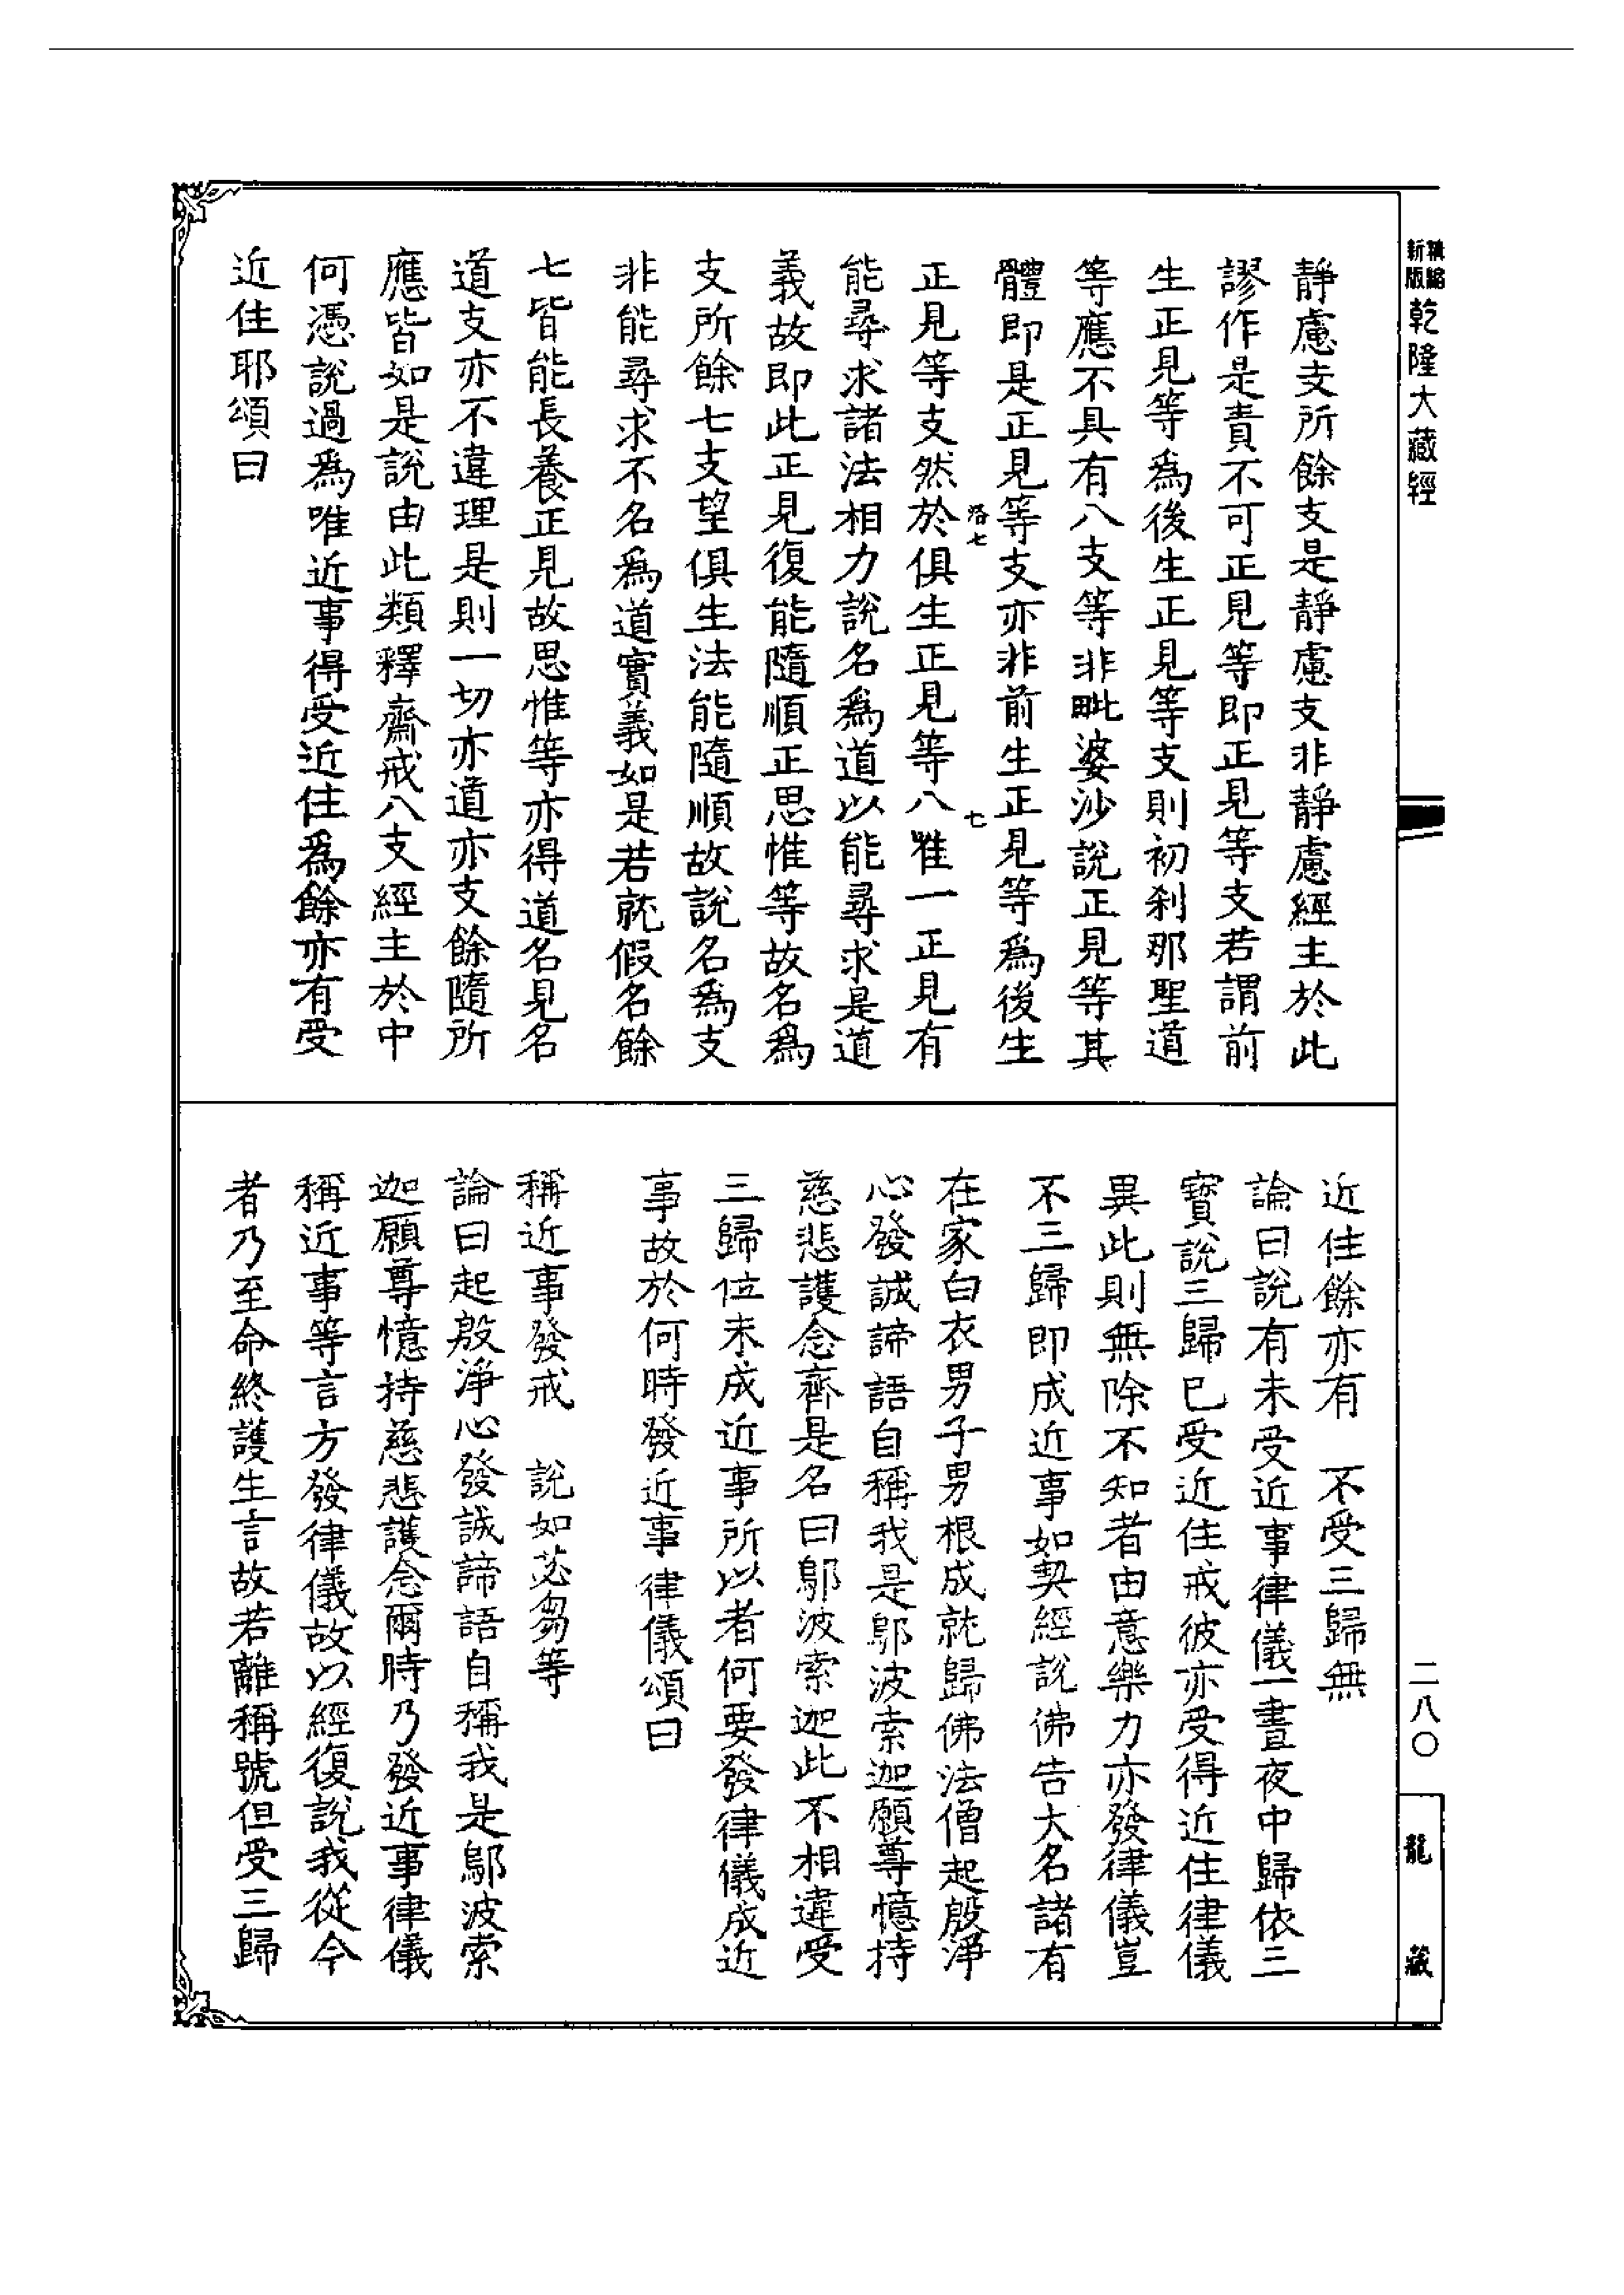 新版精縮乾隆大藏經
靜慮支所餘支是靜慮支非靜慮經主於此
謬作是責不可正見等即正見等支若謂前
生正見等為後生正見等支則初刹那聖道
等應不具有八支等非毗婆沙說正見等其
體即是正見等支亦非前生正見等為後生
正見等支然於俱生正見等八唯一正見有
能尋求諸法相力說名為道以能尋求是道
義故即此正見復能隨順正思惟等故名為
支所餘七支望俱生法能隨順故說名為支
非能尋求不名為道實義如是若就假名餘
七皆能長養正見故思惟等亦得道名見名
道支亦不違理是則一切亦道亦支餘隨所
應皆如是說由此類釋齋戒八支經主於中
何憑說過為唯近事得受近住為餘亦有受
近住耶頌曰
近住餘亦有　不受三歸無
論曰說有未受近事律儀一晝夜中歸依三
寶說三歸已受近住戒彼亦受得近住律儀
異此則無除不知者由意樂力亦發律儀豈
不三歸即成近事如契經說佛告大名諸有
在家白衣男子男根成就歸佛法僧起殷淨
心發誠諦語自稱我是鄔波索迦願尊憶持
慈悲護念齊是名曰鄔波索迦此不相違受
三歸位未成近事所以者何要發律儀成近
事故於何時發近事律儀頌曰
稱近事發戒　說如苾芻等
論曰起殷淨心發誠諦語自稱我是鄔波索
迦願尊憶持慈悲護念爾時乃發近事律儀
稱近事等言方發律儀故以經復說我從今
者乃至命終護生言故若離稱號但受三歸
二八〇
龍藏